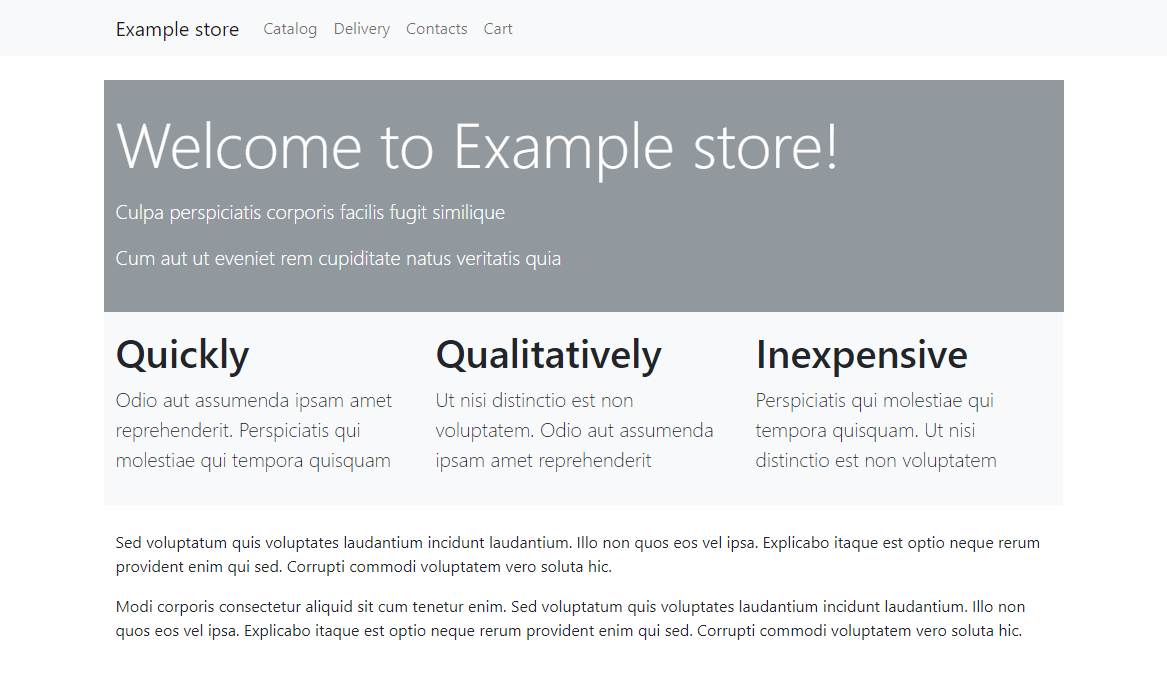 Example store Catalog Delivery Contacts Cart
Welcome to Example store!
Culpa perspiciatis corporis facilis fugit similique
Cum aut ut eveniet rem cupiditate natus veritatis quia
Quickly
Odio aut assumenda ipsam amet
reprehenderit. Perspiciatis qui
molestiae qui tempora quisquam
Qualitatively
Ut nisi distinctio est non
voluptatem. Odio aut assumenda
ipsam amet reprehenderit
Inexpensive
Perspiciatis qui molestiae qui
tempora quisquam. Ut nisi
distinctio est non voluptatem
Sed voluptatum quis voluptates laudantium incidunt laudantium. Illo non quos eos vel ipsa. Explicabo itaque est optio neque rerum
provident enim qui sed. Corrupti commodi voluptatem vero soluta hic.
Modi corporis consectetur aliquid sit cum tenetur enim. Sed voluptatum quis voluptates laudantium incidunt laudantium. Illo non
quos eos vel ipsa. Explicabo itaque est optio neque rerum provident enim qui sed. Corrupti commodi voluptatem vero soluta hic.